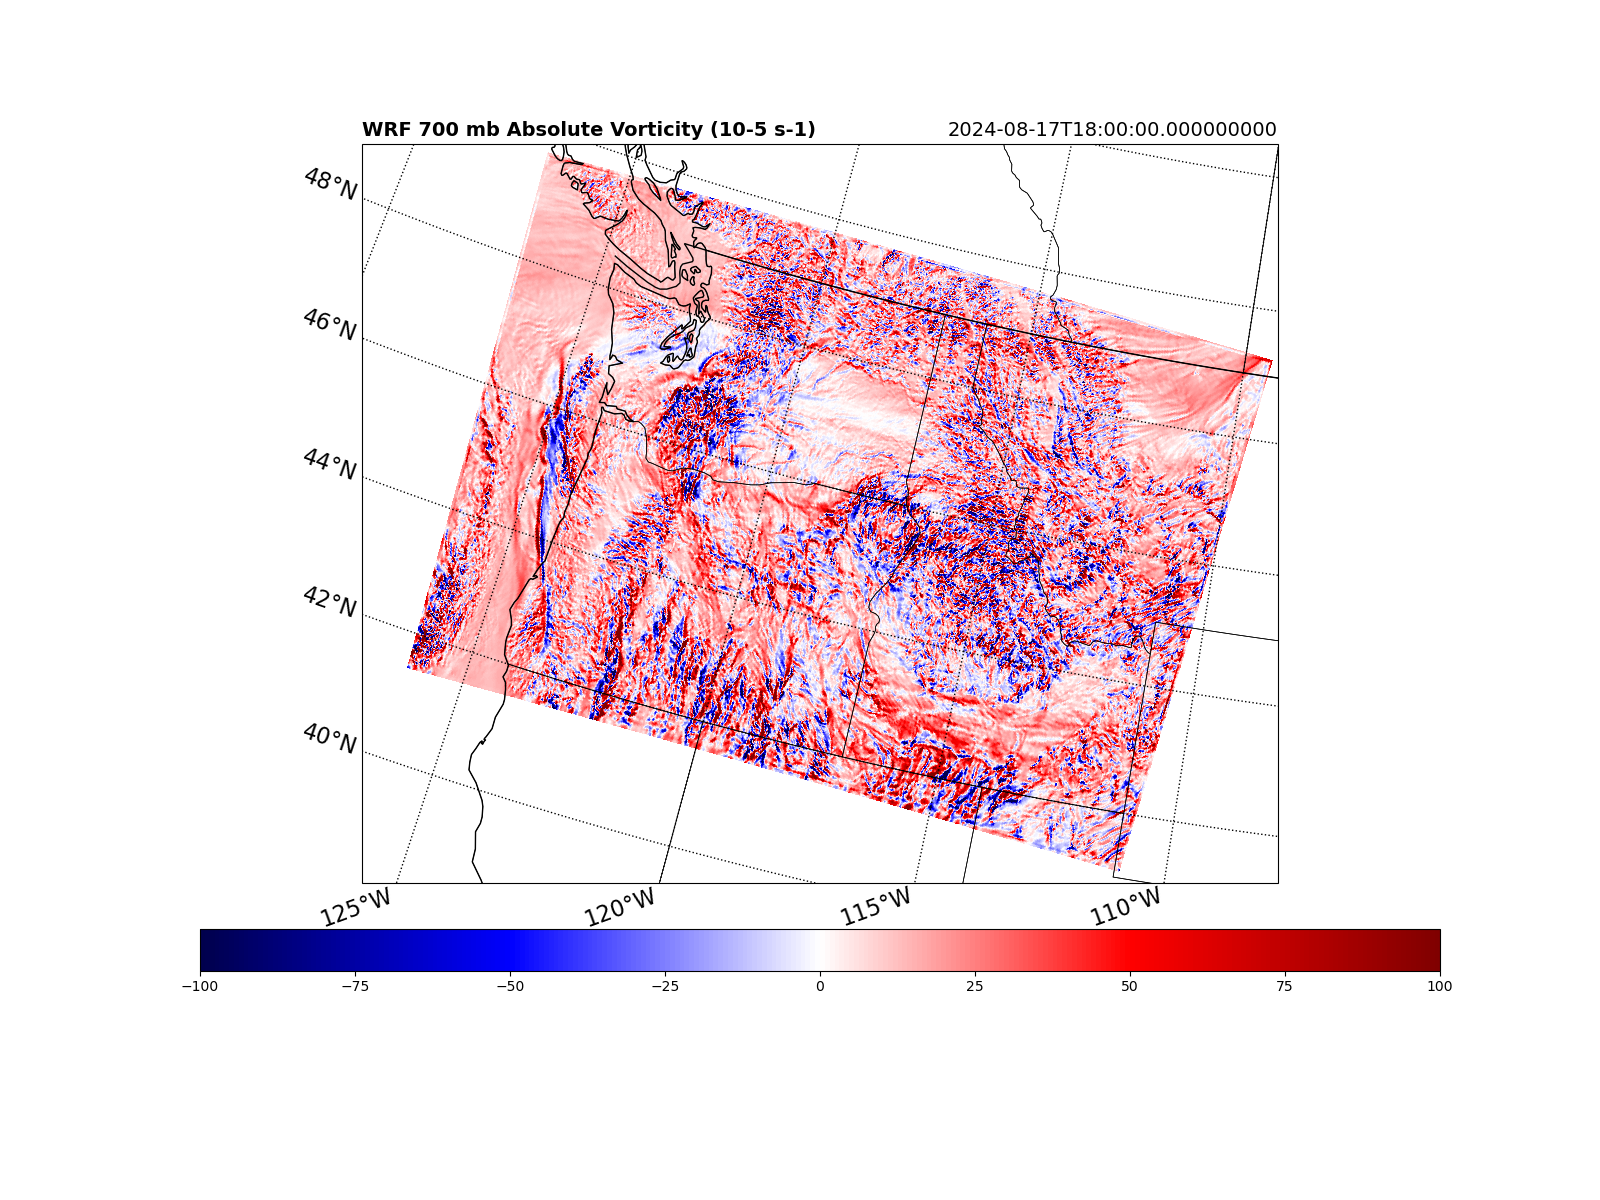 WRF 700 mb Absolute Vorticity (10-5 s-1)
2024-08-17T18:00:00.000000000
48°N
46°N
44°N
42°N
40°N
125°W
120°W
115°W
110°W
−100
−75
−50
−25
0
25
50
75
100